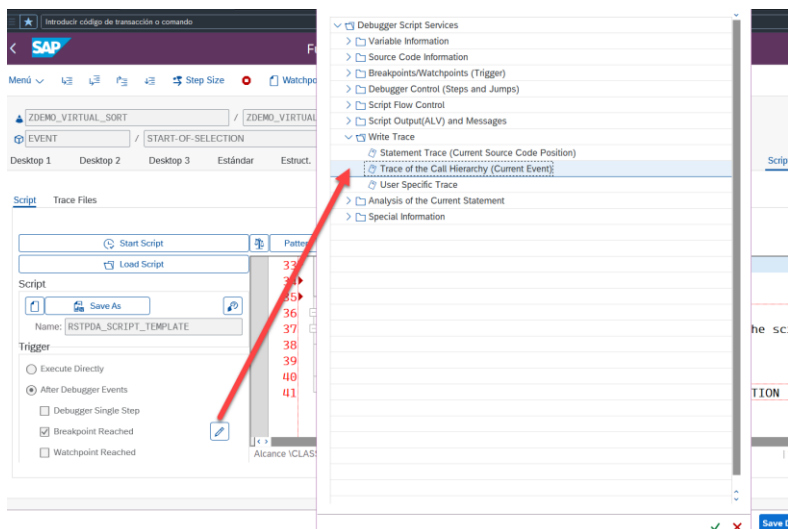 Introducir código de transacción o comando
SAP
Menú
Step Size
Watchpo
ZDEMO_VIRTUAL_SORT / ZDEMO_VIRTUAL
EVENT / START-OF-SELECTION
Desktop 1 Desktop 2 Desktop 3 Estándar Estruct.
Script Trace Files
Start Script
Patter
Load Script
Script
Save As
Name: RSTPDA_SCRIPT_TEMPLATE
Trigger
Execute Directly
After Debugger Events
Debugger Single Step
Breakpoint Reached
Watchpoint Reached
33
34
35
36
37
38
39
40
41
Alcance \CLASS
Debugger Script Services
Variable Information
Source Code Information
Breakpoints/Watchpoints (Trigger)
Debugger Control (Steps and Jumps)
Script Flow Control
Script Output(ALV) and Messages
Write Trace
Statement Trace (Current Source Code Position)
Trace of the Call Hierarchy (Current Event)
User Specific Trace
Analysis of the Current Statement
Special Information
Scrip
he sc
TION
Save